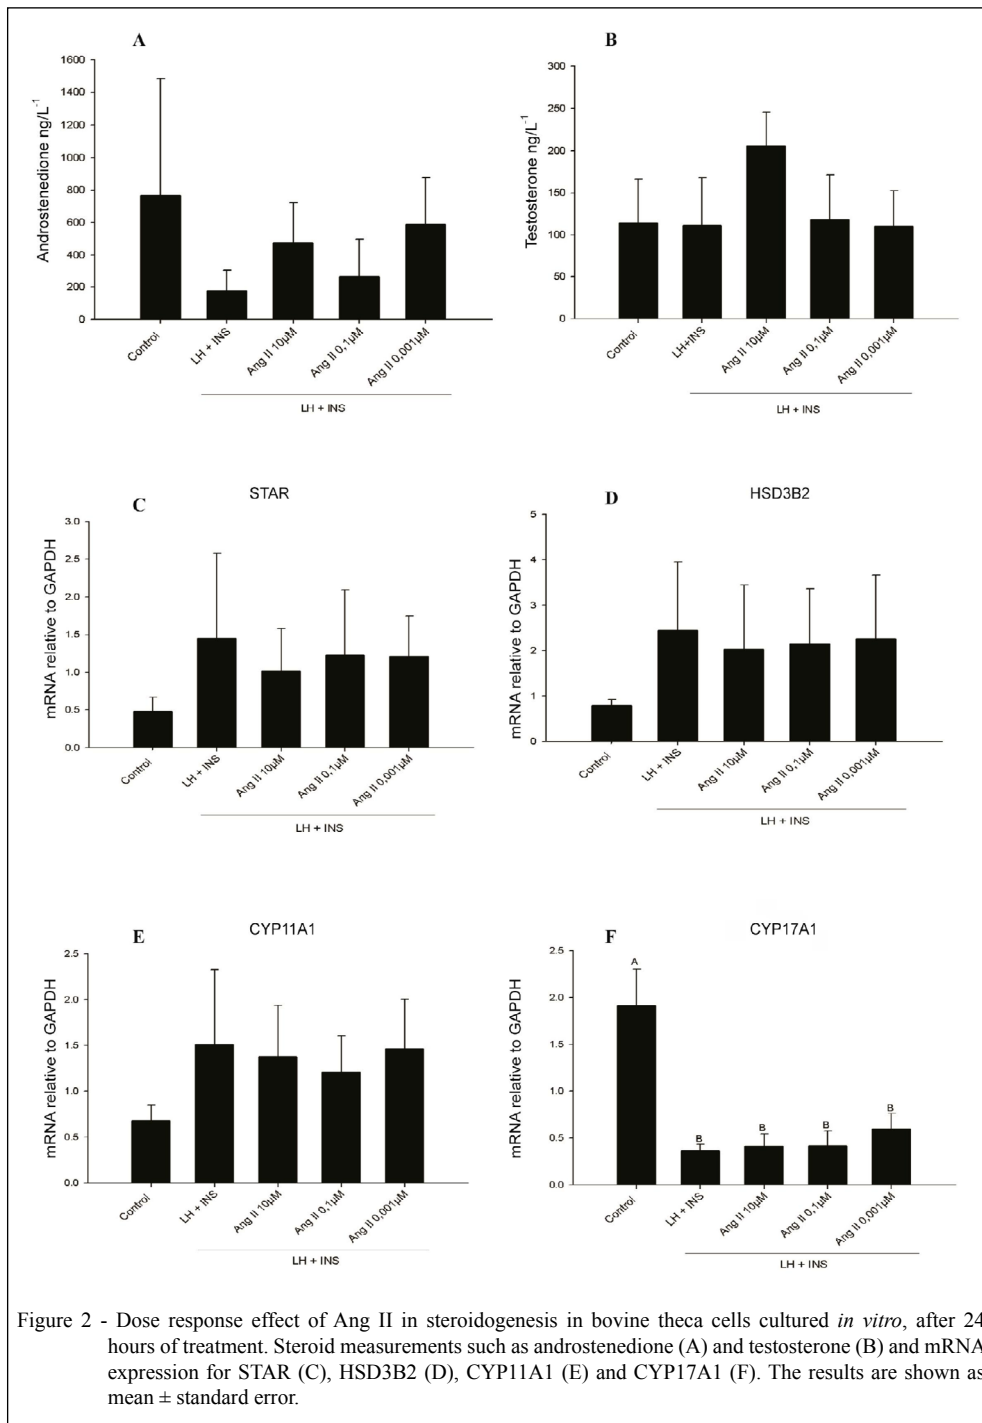 A
1600
1400
1200
1000
800
600
400
200
0
Androstenedione ng/L⁻¹
Control
LH + INS
Ang II 10µM
Ang II 0,1µM
Ang II 0,001µM
LH + INS
B
300
250
200
150
100
50
0
Testosterone ng/L⁻¹
Control
LH+INS
Ang II 10µM
Ang II 0,1µM
Ang II 0,001µM
LH + INS
C
STAR
3.0
2.5
2.0
1.5
1.0
0.5
0.0
mRNA relative to GAPDH
Control
LH + INS
Ang II 10µM
Ang II 0,1µM
Ang II 0,001µM
LH + INS
D
HSD3B2
5
4
3
2
1
0
mRNA relative to GAPDH
Control
LH + INS
Ang II 10µM
Ang II 0,1µM
Ang II 0,001µM
LH + INS
E
CYP11A1
2.5
2.0
1.5
1.0
0.5
0.0
mRNA relative to GAPDH
Control
LH + INS
Ang II 10µM
Ang II 0,1µM
Ang II 0,001µM
LH + INS
F
CYP17A1
2.5
2.0
1.5
1.0
0.5
0.0
mRNA relative to GAPDH
A
B
B
B
B
Control
LH + INS
Ang II 10µM
Ang II 0,1µM
Ang II 0,001µM
LH + INS
Figure 2 - Dose response effect of Ang II in steroidogenesis in bovine theca cells cultured in vitro, after 24
hours of treatment. Steroid measurements such as androstenedione (A) and testosterone (B) and mRNA
expression for STAR (C), HSD3B2 (D), CYP11A1 (E) and CYP17A1 (F). The results are shown as
mean ± standard error.